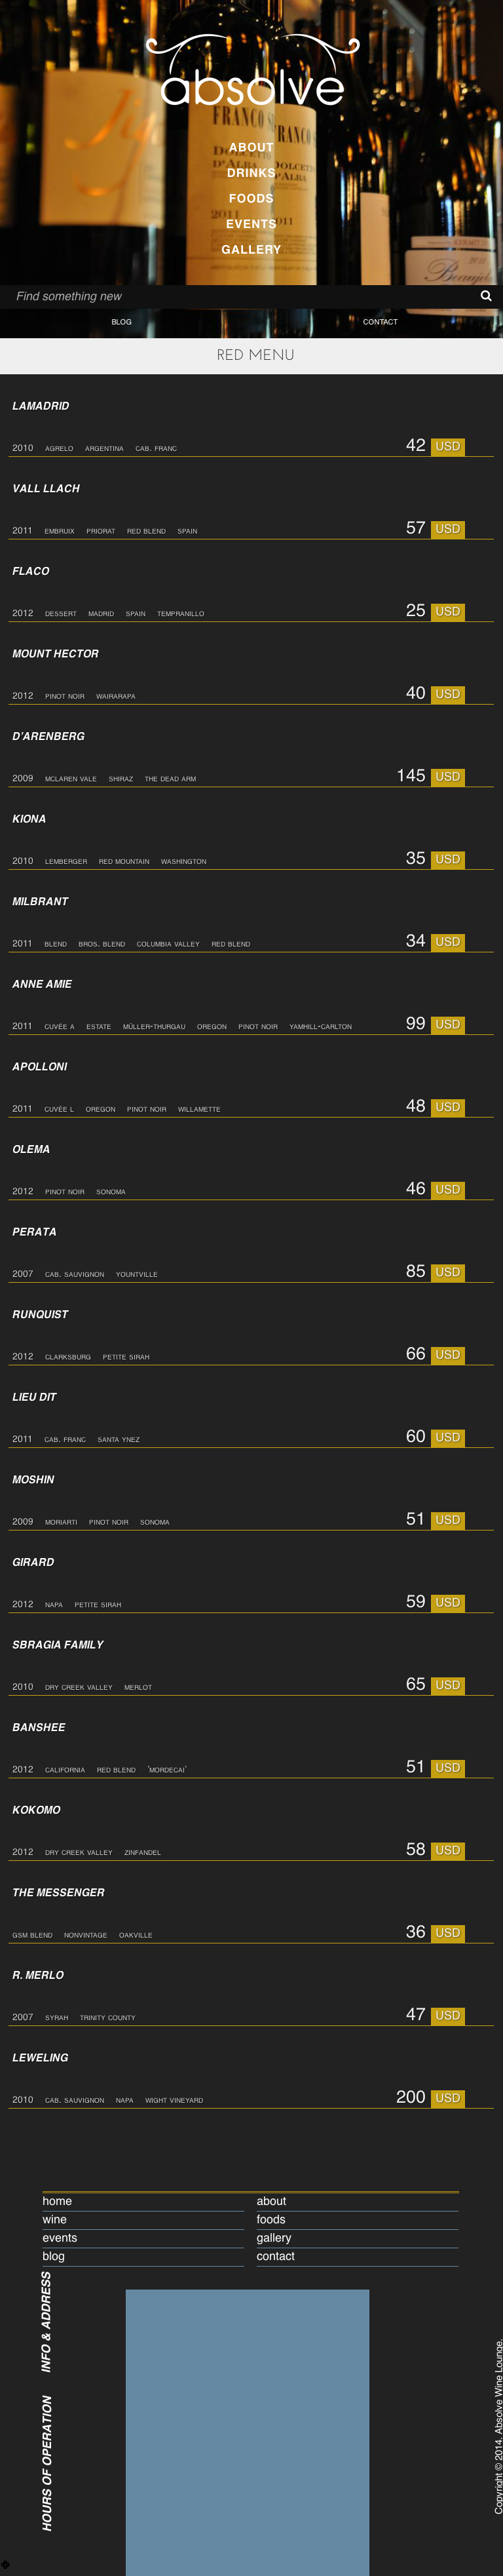 absolve
ABOUT
DRINKS
FOODS
EVENTS
GALLERY
Find something new
BLOG CONTACT
RED MENU
LAMADRID
2010 AGRELO ARGENTINA CAB. FRANC 42 USD
VALL LLACH
2011 EMBRUIX PRIORAT RED BLEND SPAIN 57 USD
FLACO
2012 DESSERT MADRID SPAIN TEMPRANILLO 25 USD
MOUNT HECTOR
2012 PINOT NOIR WAIRARAPA 40 USD
D'ARENBERG
2009 MCLAREN VALE SHIRAZ THE DEAD ARM 145 USD
KIONA
2010 LEMBERGER RED MOUNTAIN WASHINGTON 35 USD
MILBRANT
2011 BLEND BROS. BLEND COLUMBIA VALLEY RED BLEND 34 USD
ANNE AMIE
2011 CUVÉE A ESTATE MÜLLER-THURGAU OREGON PINOT NOIR YAMHILL-CARLTON 99 USD
APOLLONI
2011 CUVÉE L OREGON PINOT NOIR WILLAMETTE 48 USD
OLEMA
2012 PINOT NOIR SONOMA 46 USD
PERATA
2007 CAB. SAUVIGNON YOUNTVILLE 85 USD
RUNQUIST
2012 CLARKSBURG PETITE SIRAH 66 USD
LIEU DIT
2011 CAB. FRANC SANTA YNEZ 60 USD
MOSHIN
2009 MORIARTI PINOT NOIR SONOMA 51 USD
GIRARD
2012 NAPA PETITE SIRAH 59 USD
SBRAGIA FAMILY
2010 DRY CREEK VALLEY MERLOT 65 USD
BANSHEE
2012 CALIFORNIA RED BLEND 'MORDECAI' 51 USD
KOKOMO
2012 DRY CREEK VALLEY ZINFANDEL 58 USD
THE MESSENGER
GSM BLEND NONVINTAGE OAKVILLE 36 USD
R. MERLO
2007 SYRAH TRINITY COUNTY 47 USD
LEWELING
2010 CAB. SAUVIGNON NAPA WIGHT VINEYARD 200 USD
home about
wine foods
events gallery
blog contact
INFO & ADDRESS
HOURS OF OPERATION
Copyright © 2014. Absolve Wine Lounge.